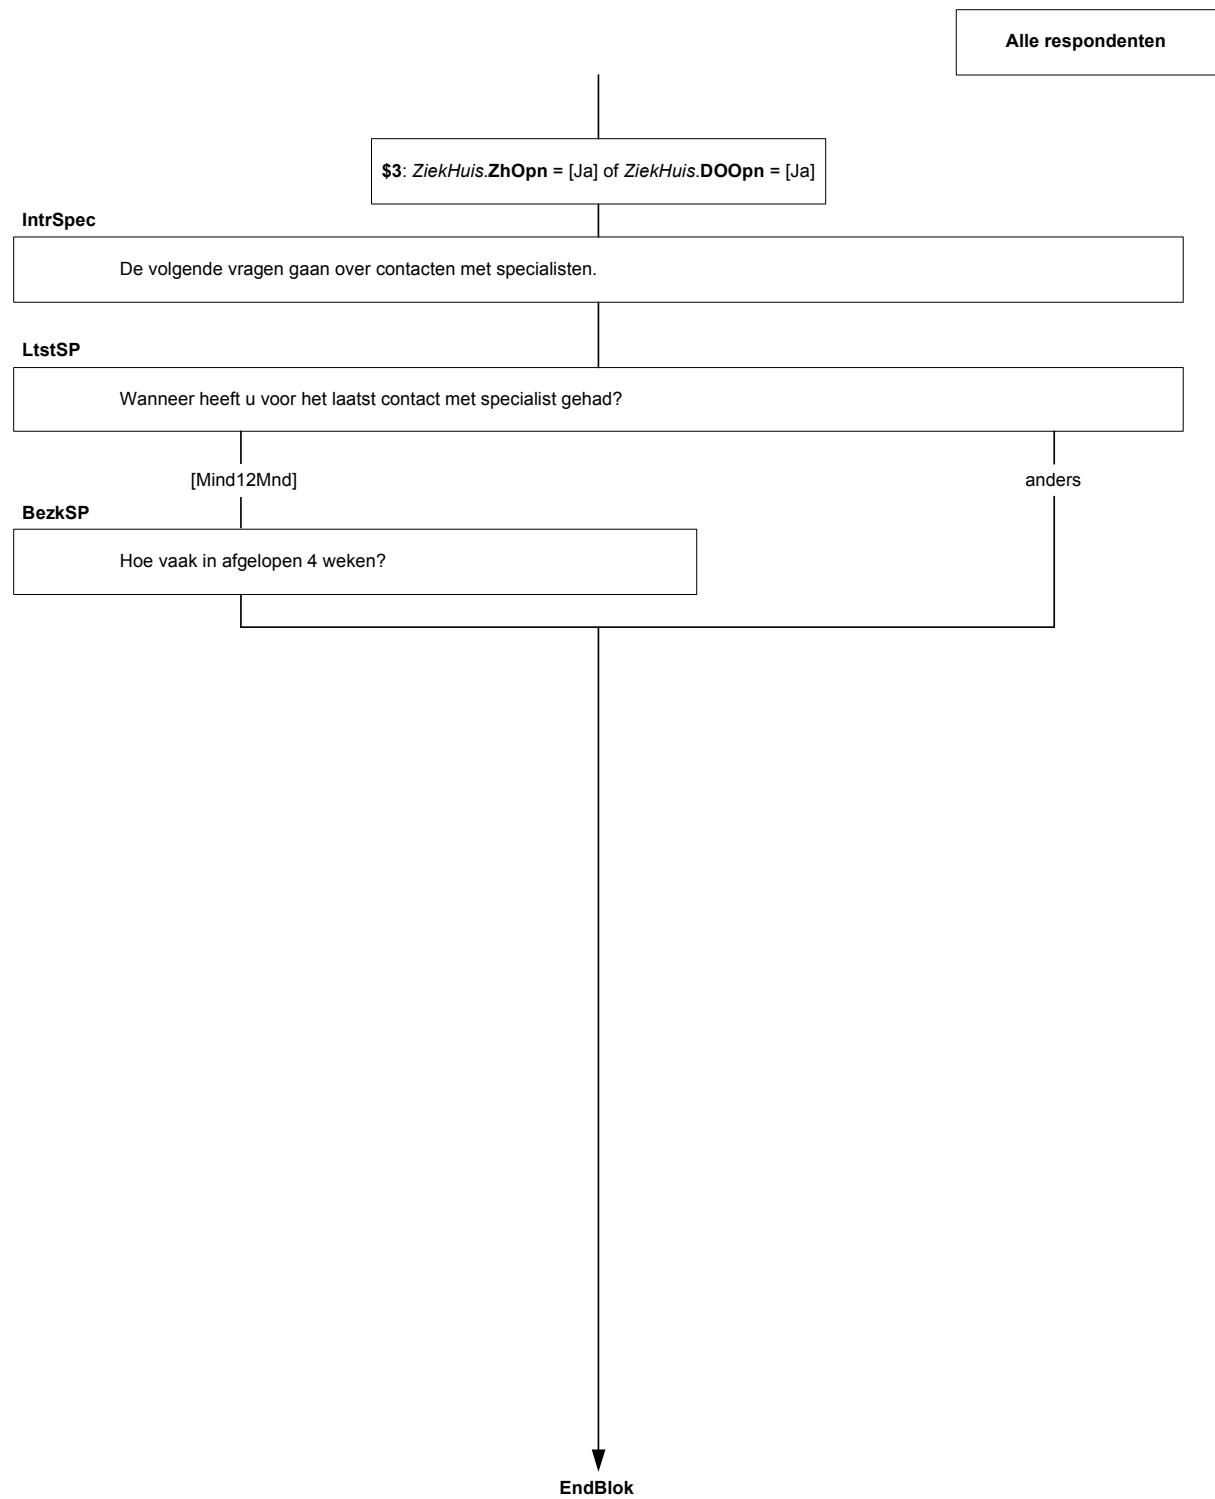 Alle respondenten
$3: ZiekHuis.ZhOpn = [Ja] of ZiekHuis.DOOpn = [Ja]
IntrSpec
De volgende vragen gaan over contacten met specialisten.
LtstSP
Wanneer heeft u voor het laatst contact met specialist gehad?
[Mind12Mnd]
anders
BezkSP
Hoe vaak in afgelopen 4 weken?
EndBlok